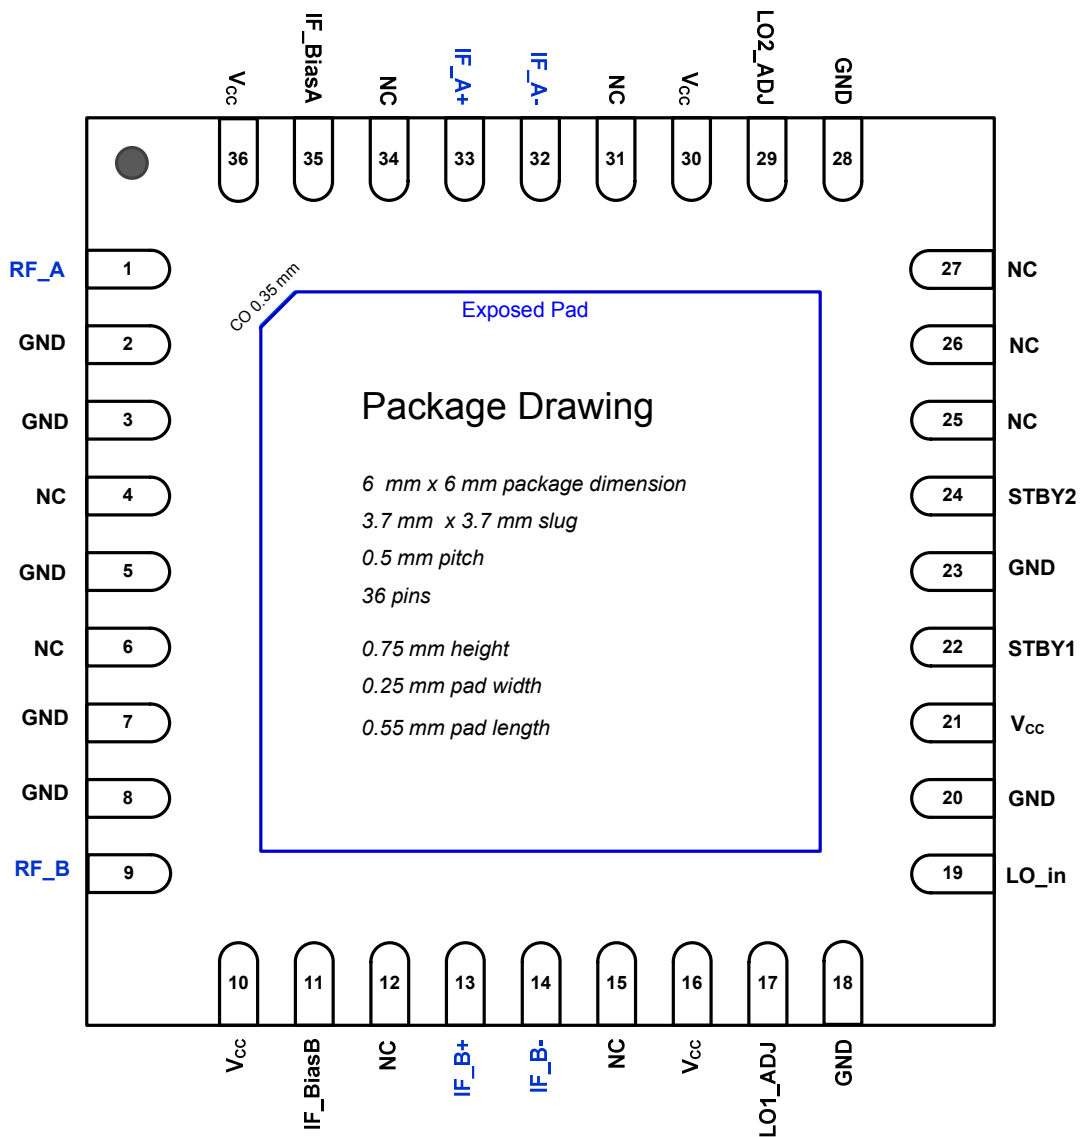 Vcc
IF_BiasA
NC
IF_A+
IF_A-
NC
Vcc
LO2_ADJ
GND
36
35
34
33
32
31
30
29
28
RF_A
1
GND
2
GND
3
NC
4
GND
5
NC
6
GND
7
GND
8
RF_B
9
CO 0.35 mm
Exposed Pad
Package Drawing
6 mm x 6 mm package dimension
3.7 mm x 3.7 mm slug
0.5 mm pitch
36 pins
0.75 mm height
0.25 mm pad width
0.55 mm pad length
27
NC
26
NC
25
NC
24
STBY2
23
GND
22
STBY1
21
Vcc
20
GND
19
LO_in
10
11
12
13
14
15
16
17
18
Vcc
IF_BiasB
NC
IF_B+
IF_B-
NC
Vcc
LO1_ADJ
GND